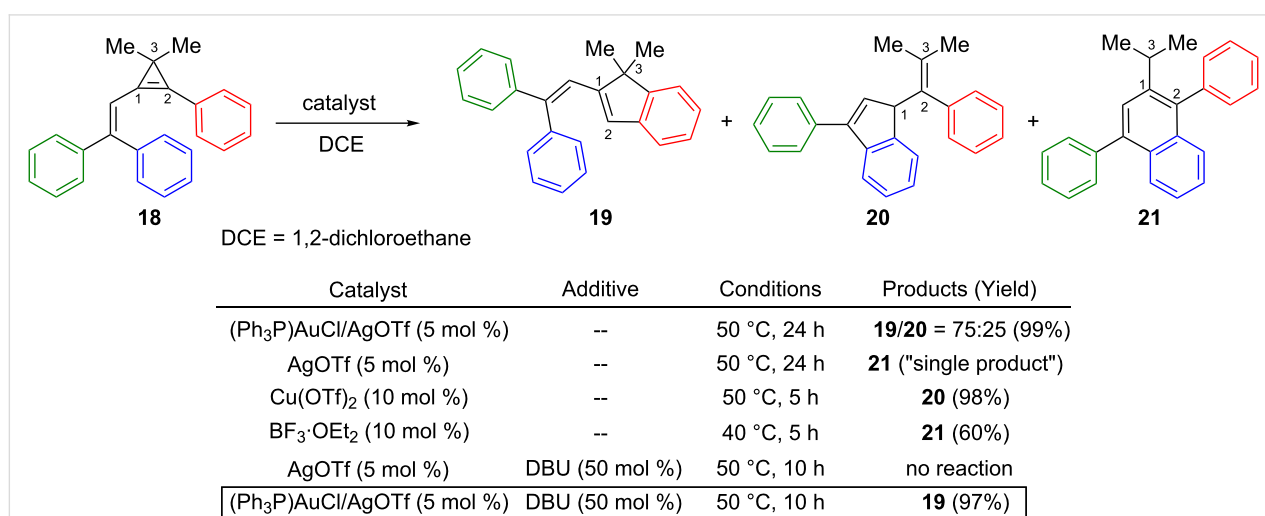 Me 3 Me
1 2
18
catalyst
DCE
Me Me
1 3
2
19
+
Me 3 Me
1 2
20
+
Me 3 Me
1 2
21
DCE = 1,2-dichloroethane
Catalyst Additive Conditions Products (Yield)
(Ph3P)AuCl/AgOTf (5 mol %) -- 50 °C, 24 h 19/20 = 75:25 (99%)
AgOTf (5 mol %) -- 50 °C, 24 h 21 ("single product")
Cu(OTf)2 (10 mol %) -- 50 °C, 5 h 20 (98%)
BF3·OEt2 (10 mol %) -- 40 °C, 5 h 21 (60%)
AgOTf (5 mol %) DBU (50 mol %) 50 °C, 10 h no reaction
(Ph3P)AuCl/AgOTf (5 mol %) DBU (50 mol %) 50 °C, 10 h 19 (97%)